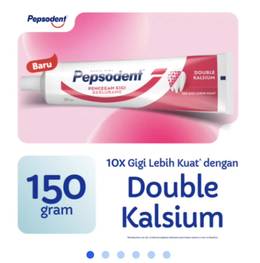 Pepsodent
Baru
Pepsodent
PENCEGAH GIGI
BERLUBANG
DOUBLE
KALSIUM
10X Gigi Lebih Kuat* dengan
150
gram
Double
Kalsium